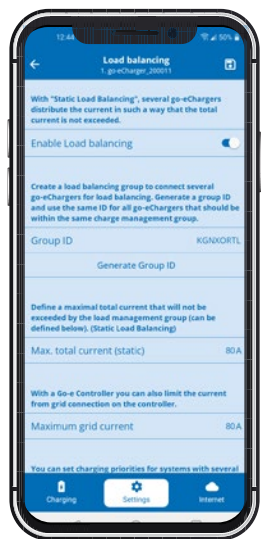 12:44
50%
Load balancing
1. go-eCharger_200011
With "Static Load Balancing", several go-eChargers
distribute the current in such a way that the total
current is not exceeded.
Enable Load balancing
Create a load balancing group to connect several
go-eChargers for load balancing. Generate a group ID
and use the same ID for all go-eChargers that should be
within the same charge management group.
Group ID KGNXORTL
Generate Group ID
Define a maximal total current that will not be
exceeded by the load management group (can be
defined below). (Static Load Balancing)
Max. total current (static) 80 A
With a Go-e Controller you can also limit the current
from grid connection on the controller.
Maximum grid current 80 A
You can set charging priorities for systems with several
Charging Settings Internet